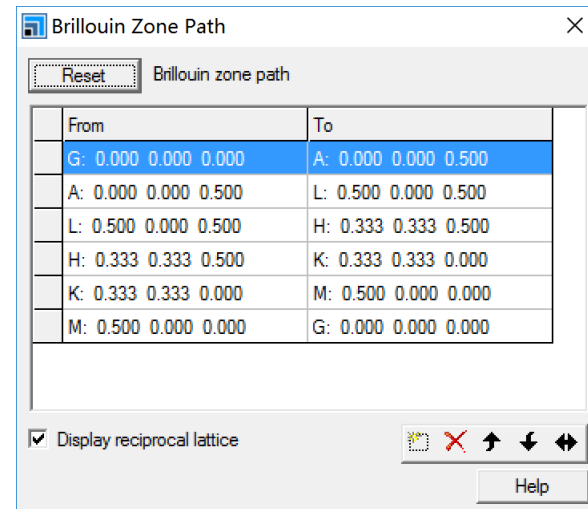 Brillouin Zone Path
Reset Brillouin zone path
From To
G: 0.000 0.000 0.000 A: 0.000 0.000 0.500
A: 0.000 0.000 0.500 L: 0.500 0.000 0.500
L: 0.500 0.000 0.500 H: 0.333 0.333 0.500
H: 0.333 0.333 0.500 K: 0.333 0.333 0.000
K: 0.333 0.333 0.000 M: 0.500 0.000 0.000
M: 0.500 0.000 0.000 G: 0.000 0.000 0.000
Display reciprocal lattice
Help